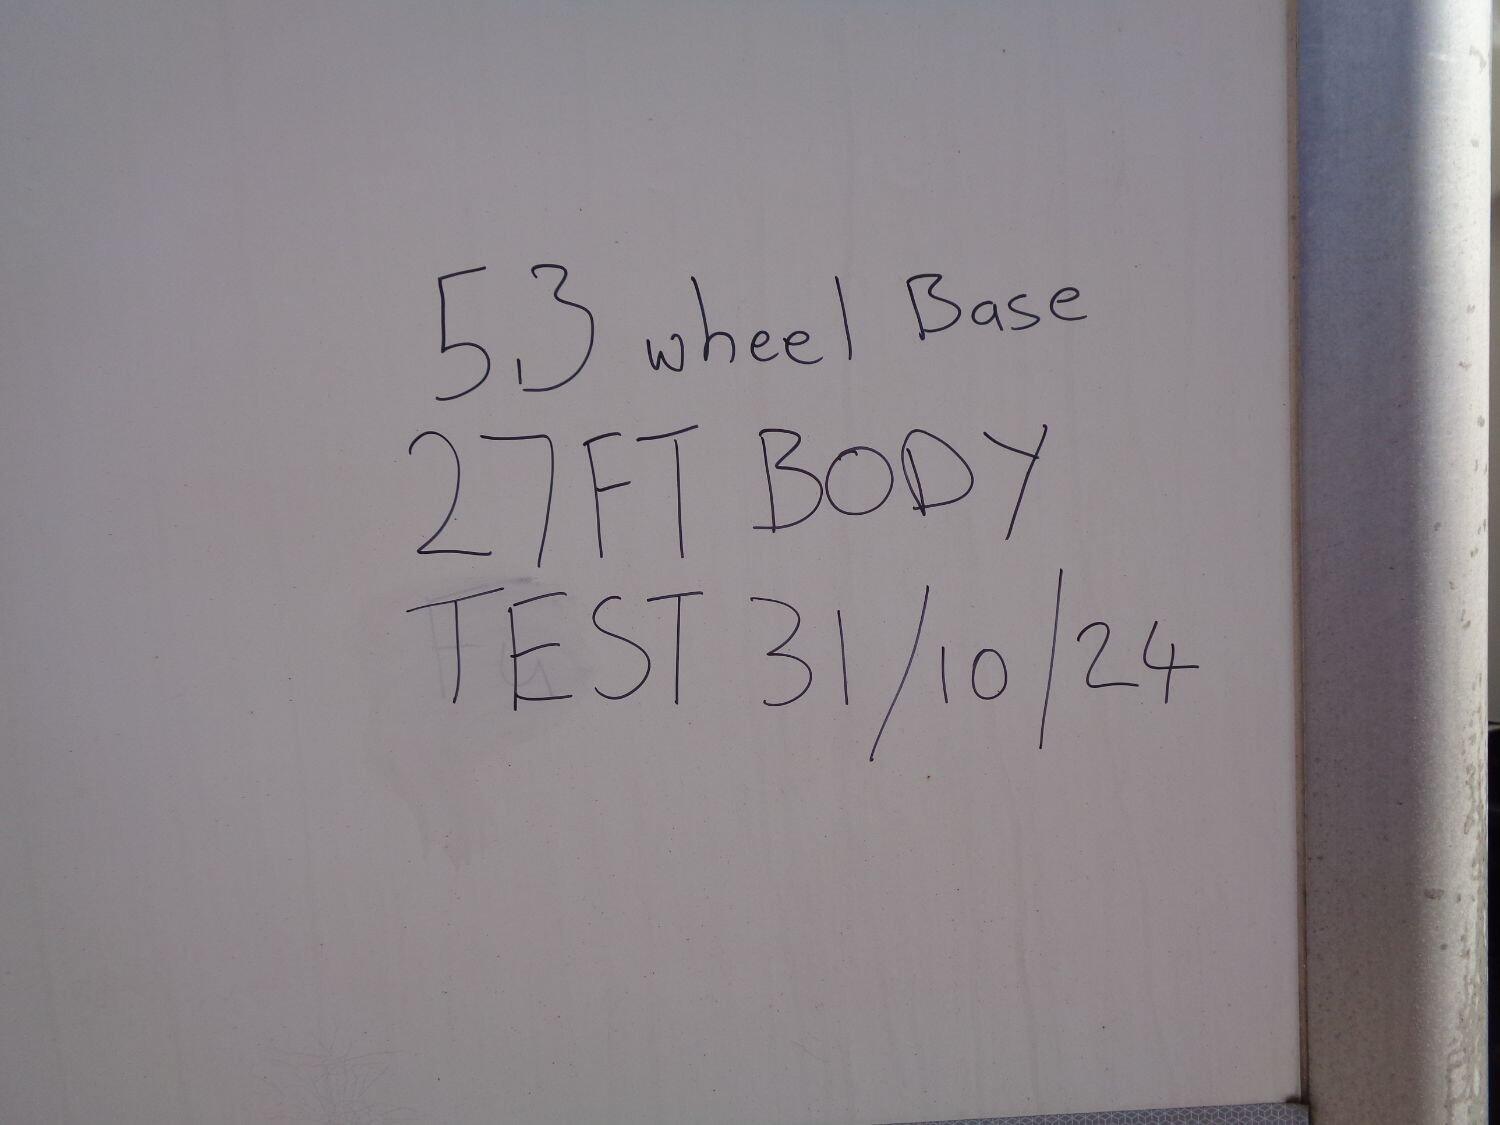 5.3 wheel Base
27FT BODY
TEST 31/10/24